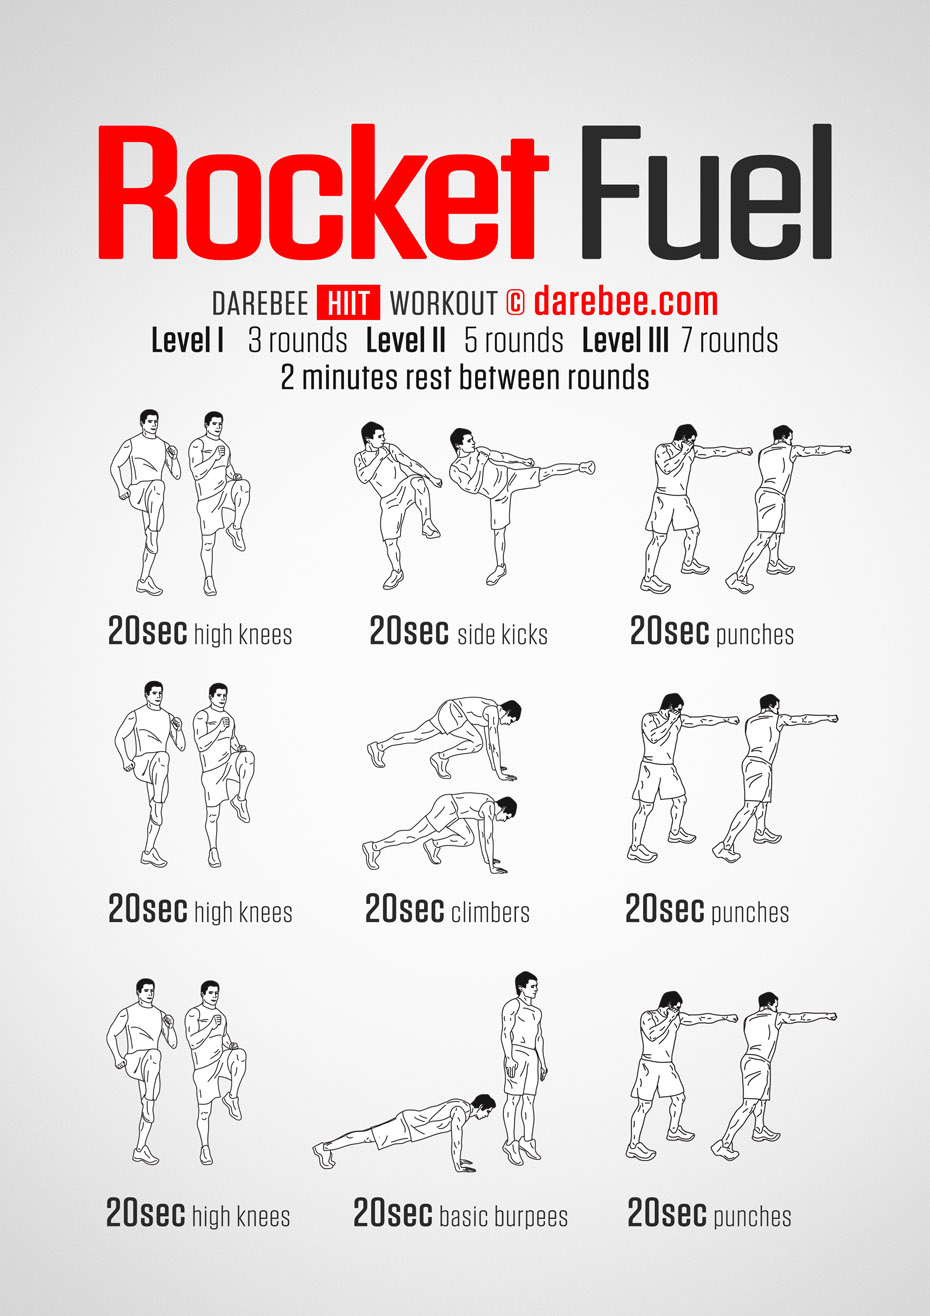 Rocket Fuel
DAREBEE HIIT WORKOUT © darebee.com
Level I 3 rounds Level II 5 rounds Level III 7 rounds
2 minutes rest between rounds
20sec high knees 20sec side kicks 20sec punches
20sec high knees 20sec climbers 20sec punches
20sec high knees 20sec basic burpees 20sec punches